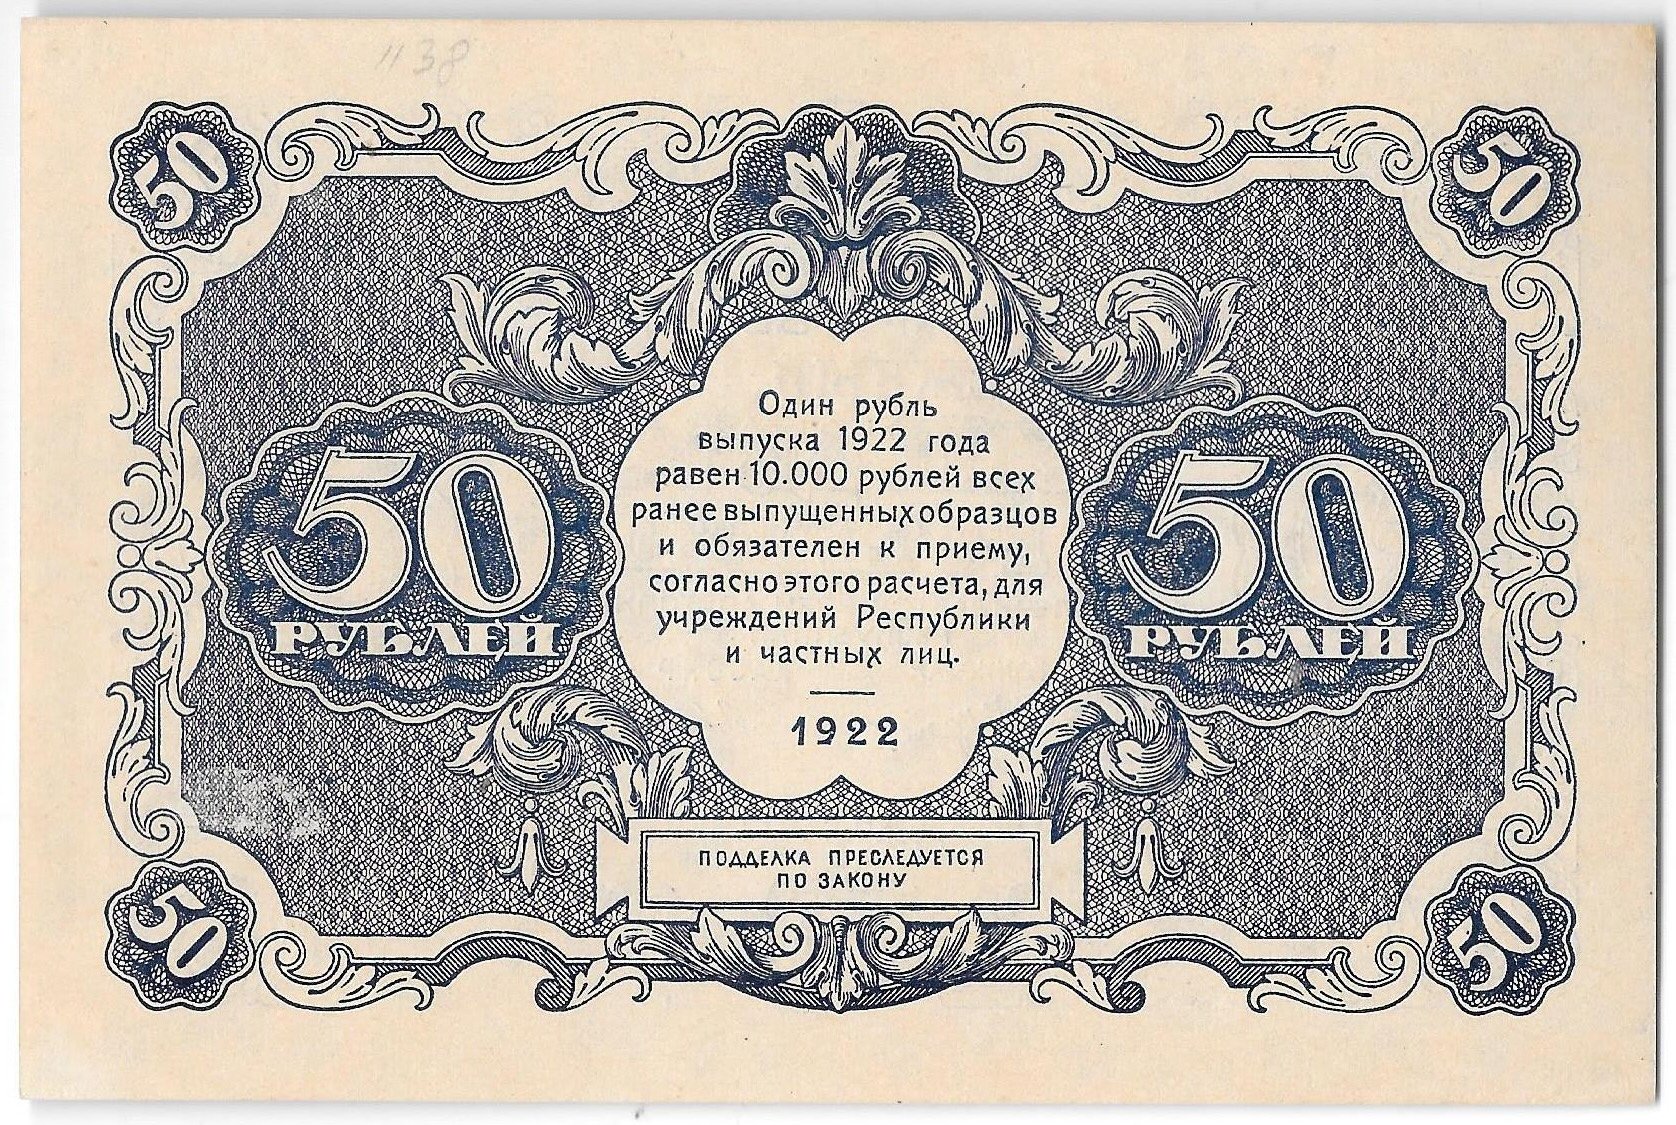 "38
50
50
Один рубль
выпуска 1922 года
равен 10.000 рублей всех
ранее выпущенных образцов
и обязателен к приему,
согласно этого расчета, для
учреждений Республики
и частных лиц.
1922
50
РУБЛЕЙ
50
РУБЛЕЙ
ПОДДЕЛКА ПРЕСЛЕДУЕТСЯ
ПО ЗАКОНУ
50
50